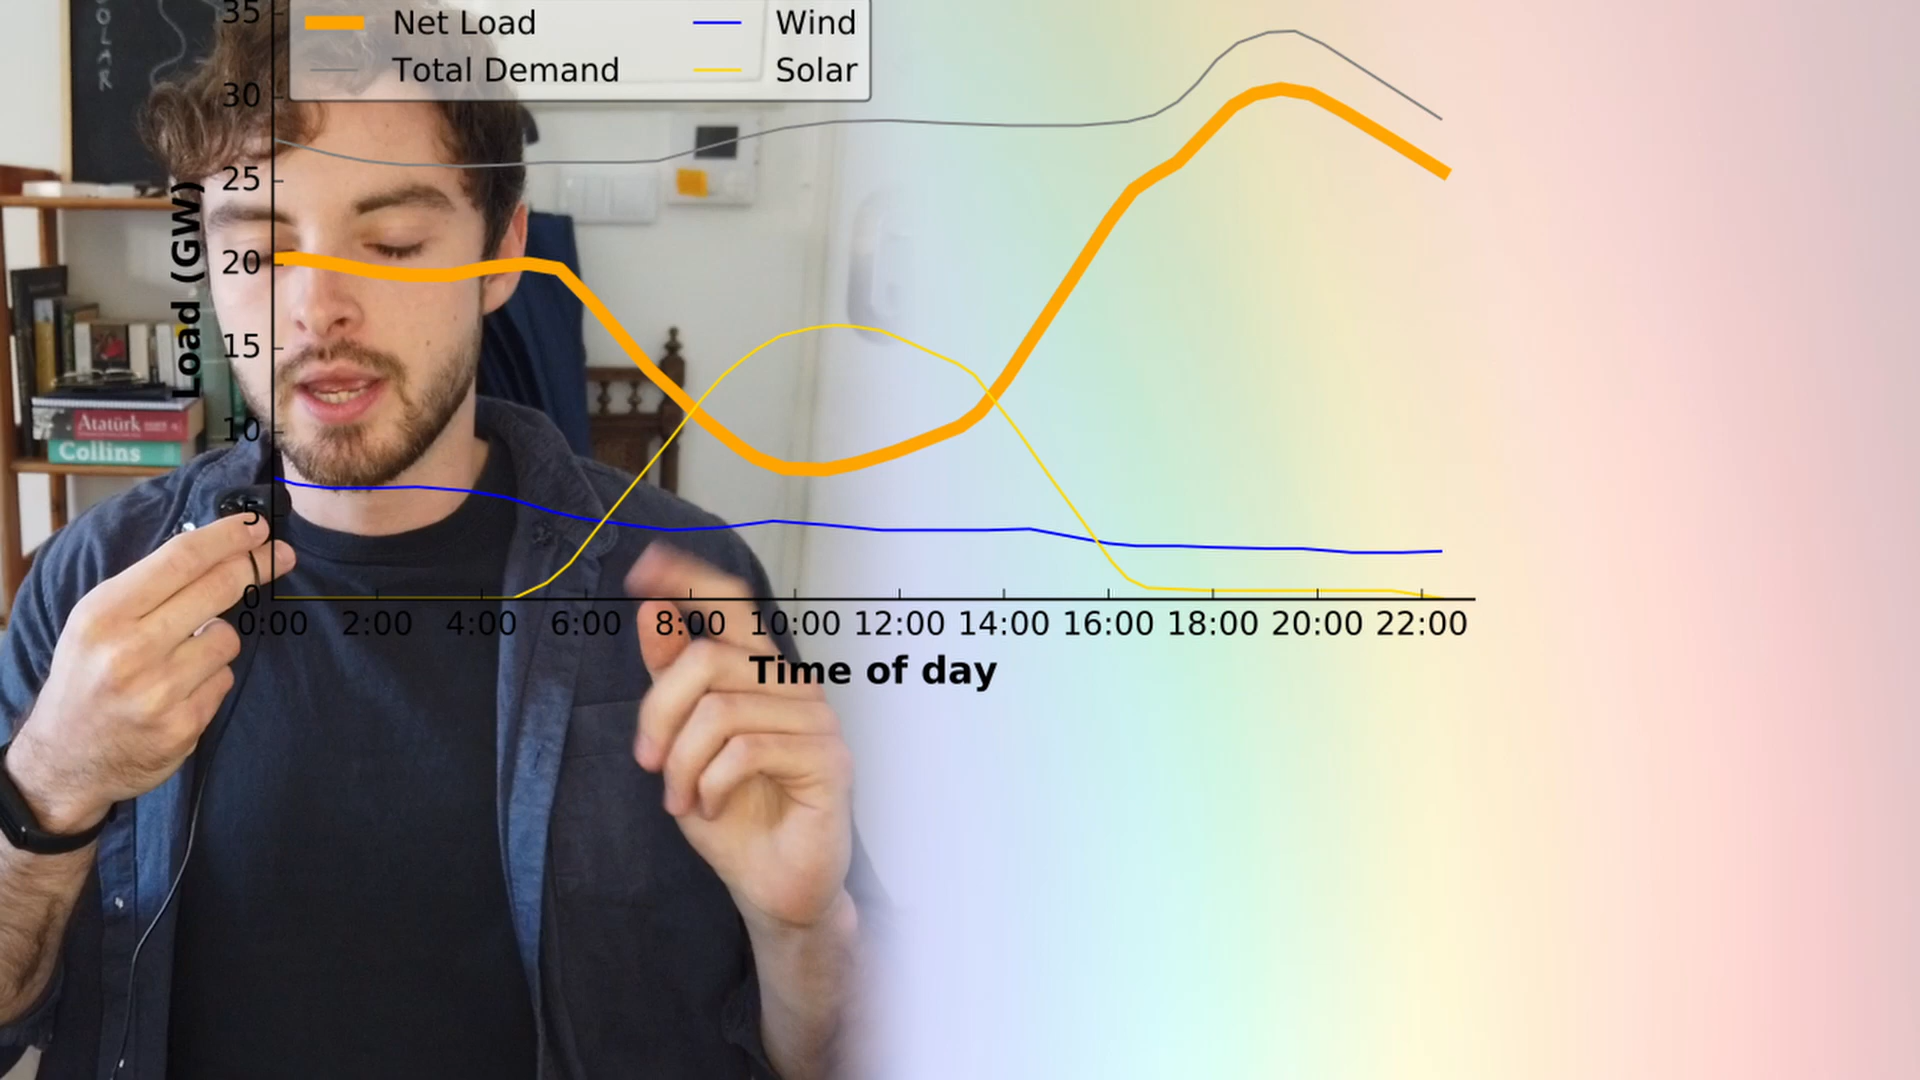 OLAR
35
Net Load
Wind
Total Demand
Solar
30
25
20
15
10
5
0
Load (GW)
Atatürk
Collins
0:00 2:00 4:00 6:00 8:00 10:00 12:00 14:00 16:00 18:00 20:00 22:00
Time of day